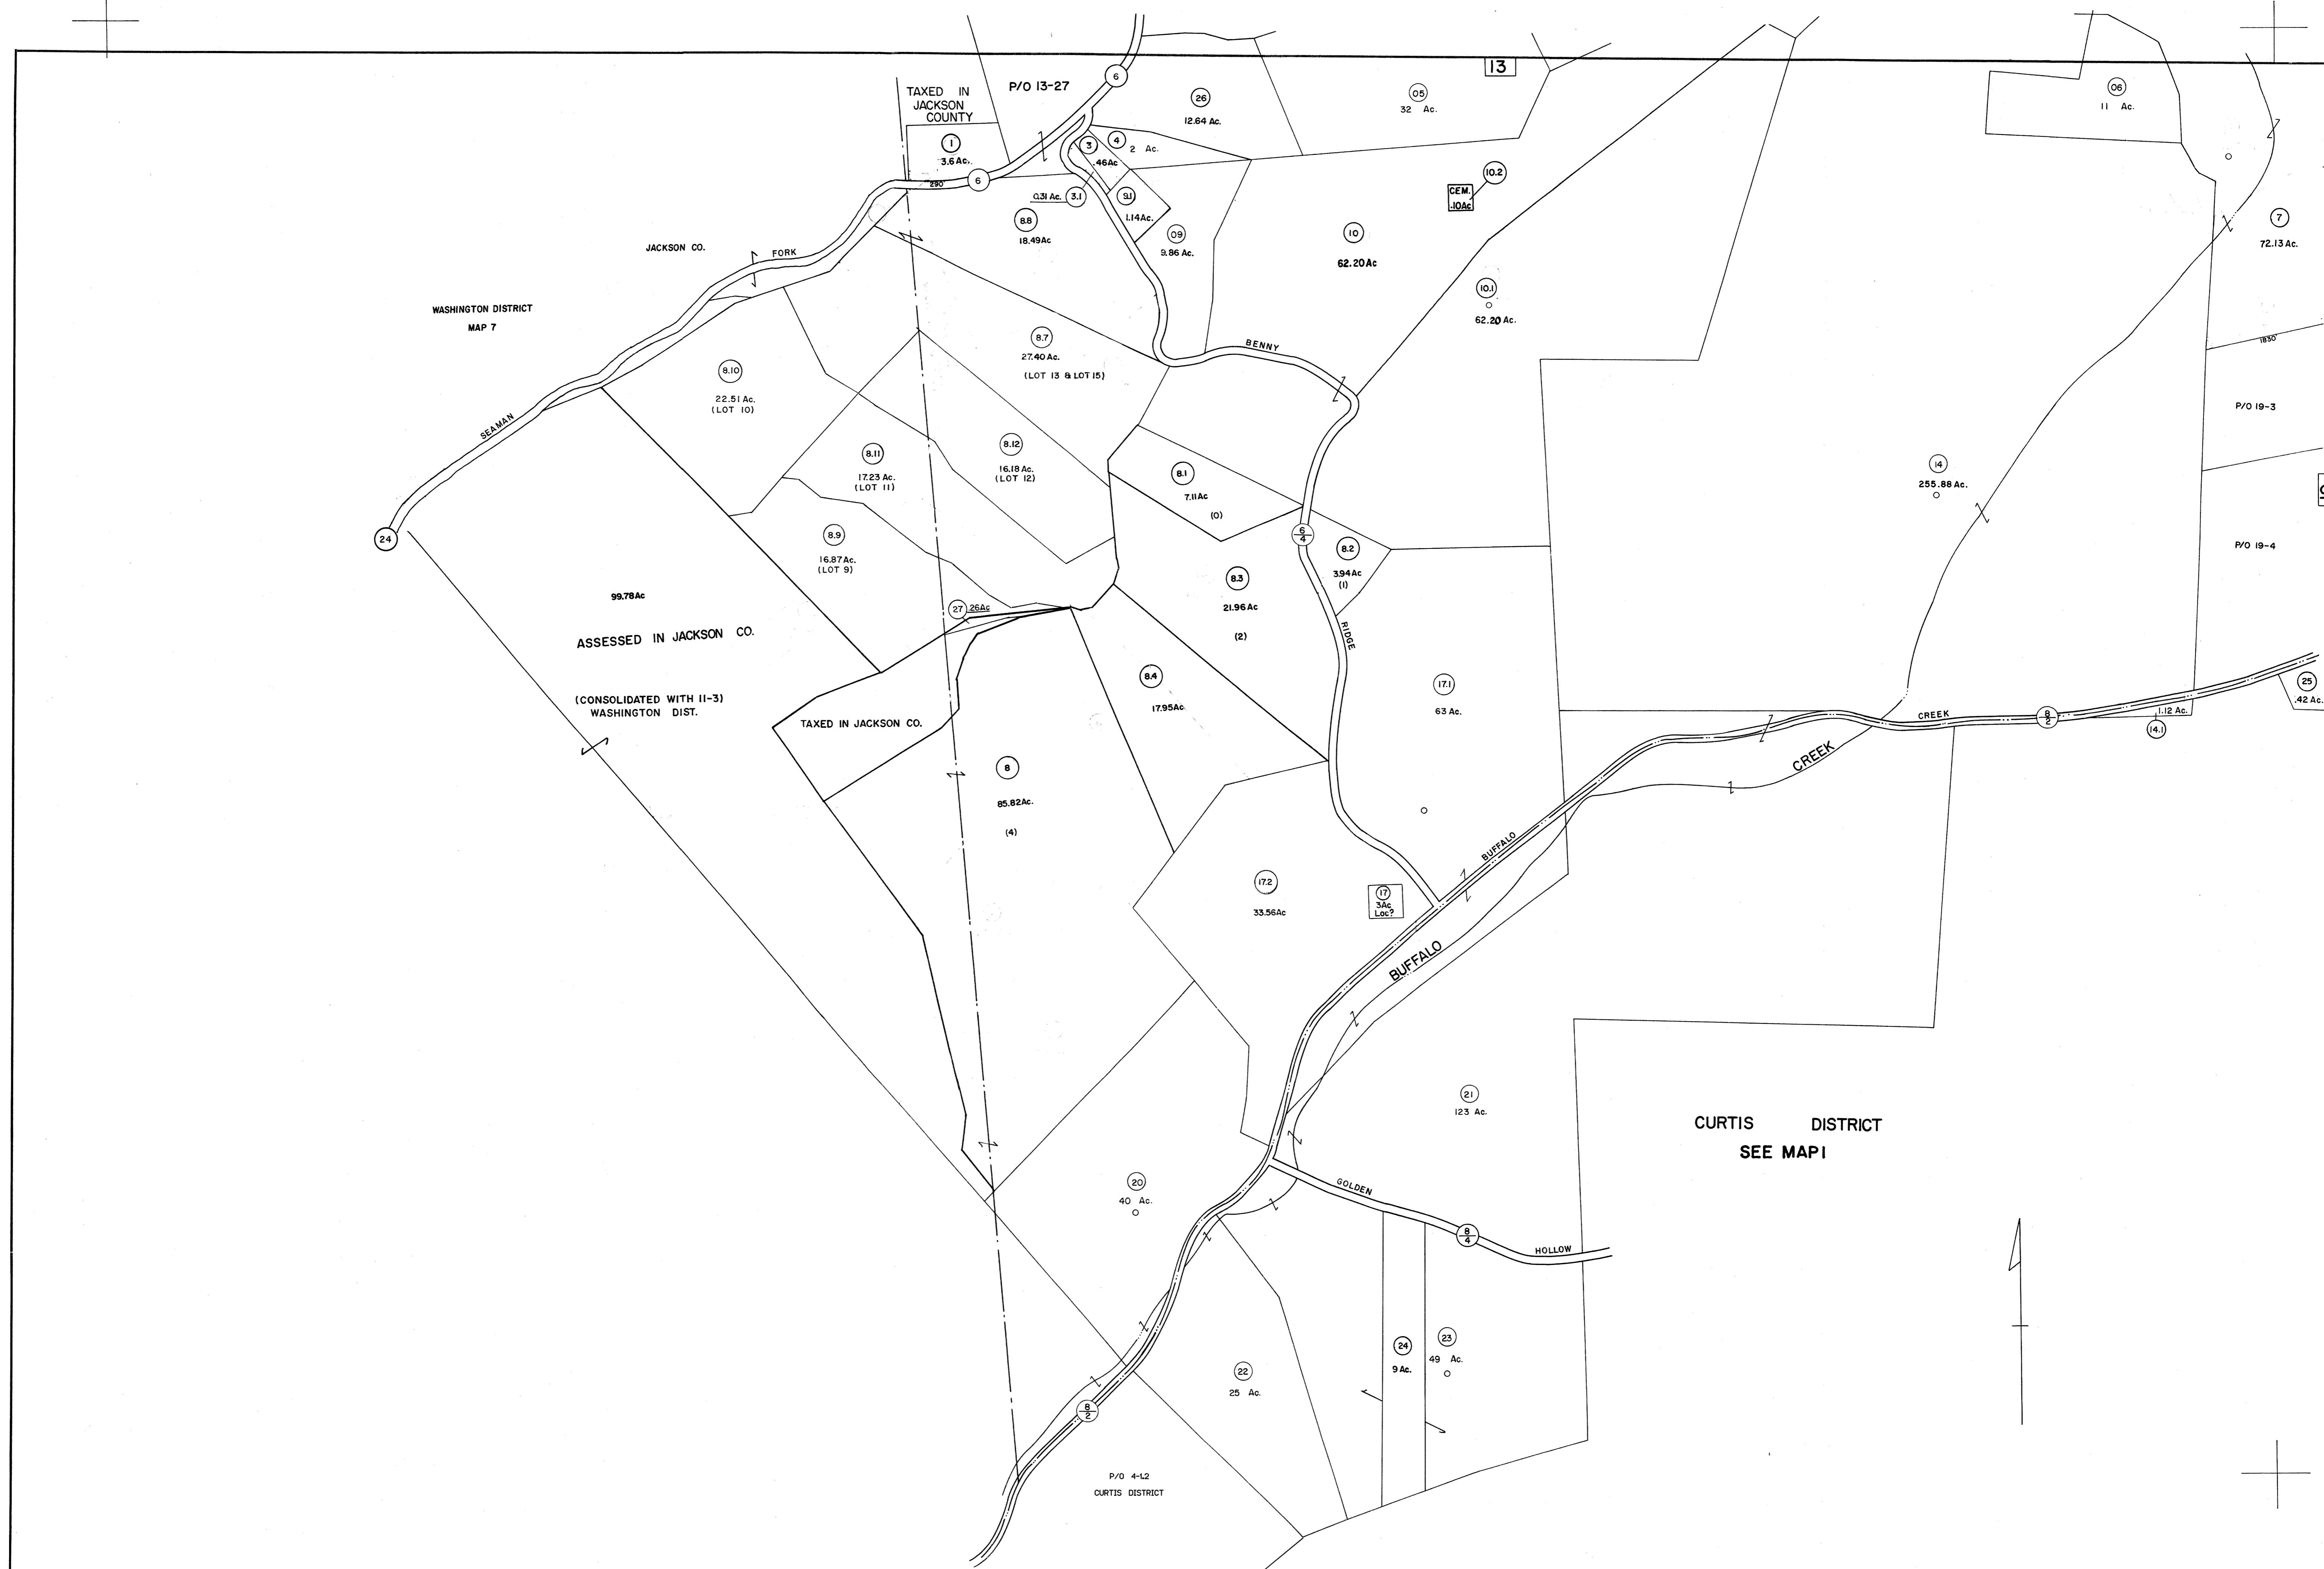 13
TAXED IN
JACKSON
COUNTY
P/O 13-27
6
26
12.64 Ac.
05
32 Ac.
06
11 Ac.
1
3.6 Ac.
290
6
3
.46Ac
4
2 Ac.
0.31 Ac.
3.1
9.1
1.14Ac.
CEM.
.10Ac
10.2
8.8
18.49Ac
09
9.86 Ac.
10
62.20Ac
10.1
62.20 Ac.
7
72.13 Ac.
JACKSON CO.
FORK
WASHINGTON DISTRICT
MAP 7
SEAMAN
24
8.10
22.51 Ac.
(LOT 10)
8.7
27.40 Ac.
(LOT 13 & LOT 15)
BENNY
1830
P/O 19-3
8.11
17.23 Ac.
(LOT 11)
8.12
16.18 Ac.
(LOT 12)
8.1
7.11Ac
(0)
14
255.88 Ac.
P/O 19-4
8.9
16.87Ac.
(LOT 9)
6
4
8.2
3.94Ac
(1)
8.3
21.96 Ac
(2)
RIDGE
99.78Ac
ASSESSED IN JACKSON CO.
(CONSOLIDATED WITH 11-3)
WASHINGTON DIST.
27
.26Ac
TAXED IN JACKSON CO.
8.4
17.95Ac.
17.1
63 Ac.
CREEK
8
2
1.12 Ac.
14.1
25
.42 Ac.
CREEK
8
85.82Ac.
(4)
BUFFALO
17.2
33.56Ac
17
3Ac
Loc?
BUFFALO
21
123 Ac.
CURTIS DISTRICT
SEE MAP 1
20
40 Ac.
GOLDEN
8
4
HOLLOW
22
25 Ac.
24
9 Ac.
23
49 Ac.
8
2
P/O 4-1.2
CURTIS DISTRICT